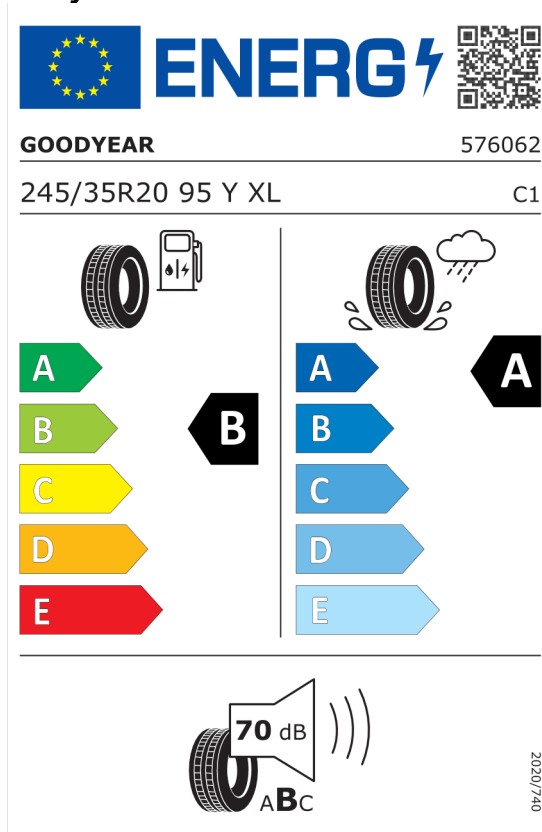 ENERG
GOODYEAR 576062
245/35R20 95 Y XL C1
A A A
B B B
C C
D D
E E
70 dB
ABC
2020/740